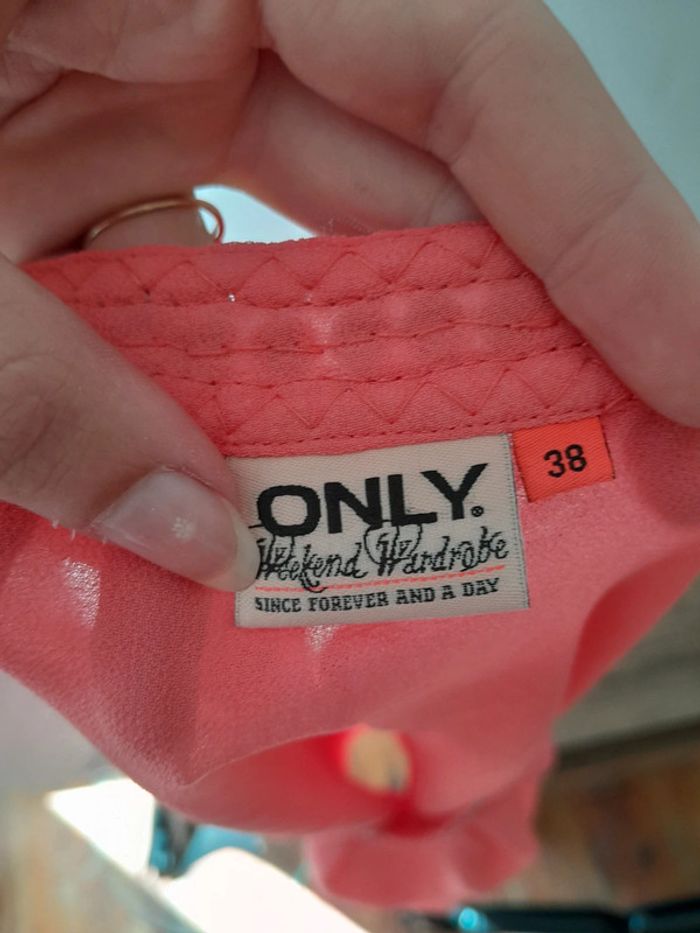 ONLY®
38
Weekend Wardrobe
SINCE FOREVER AND A DAY